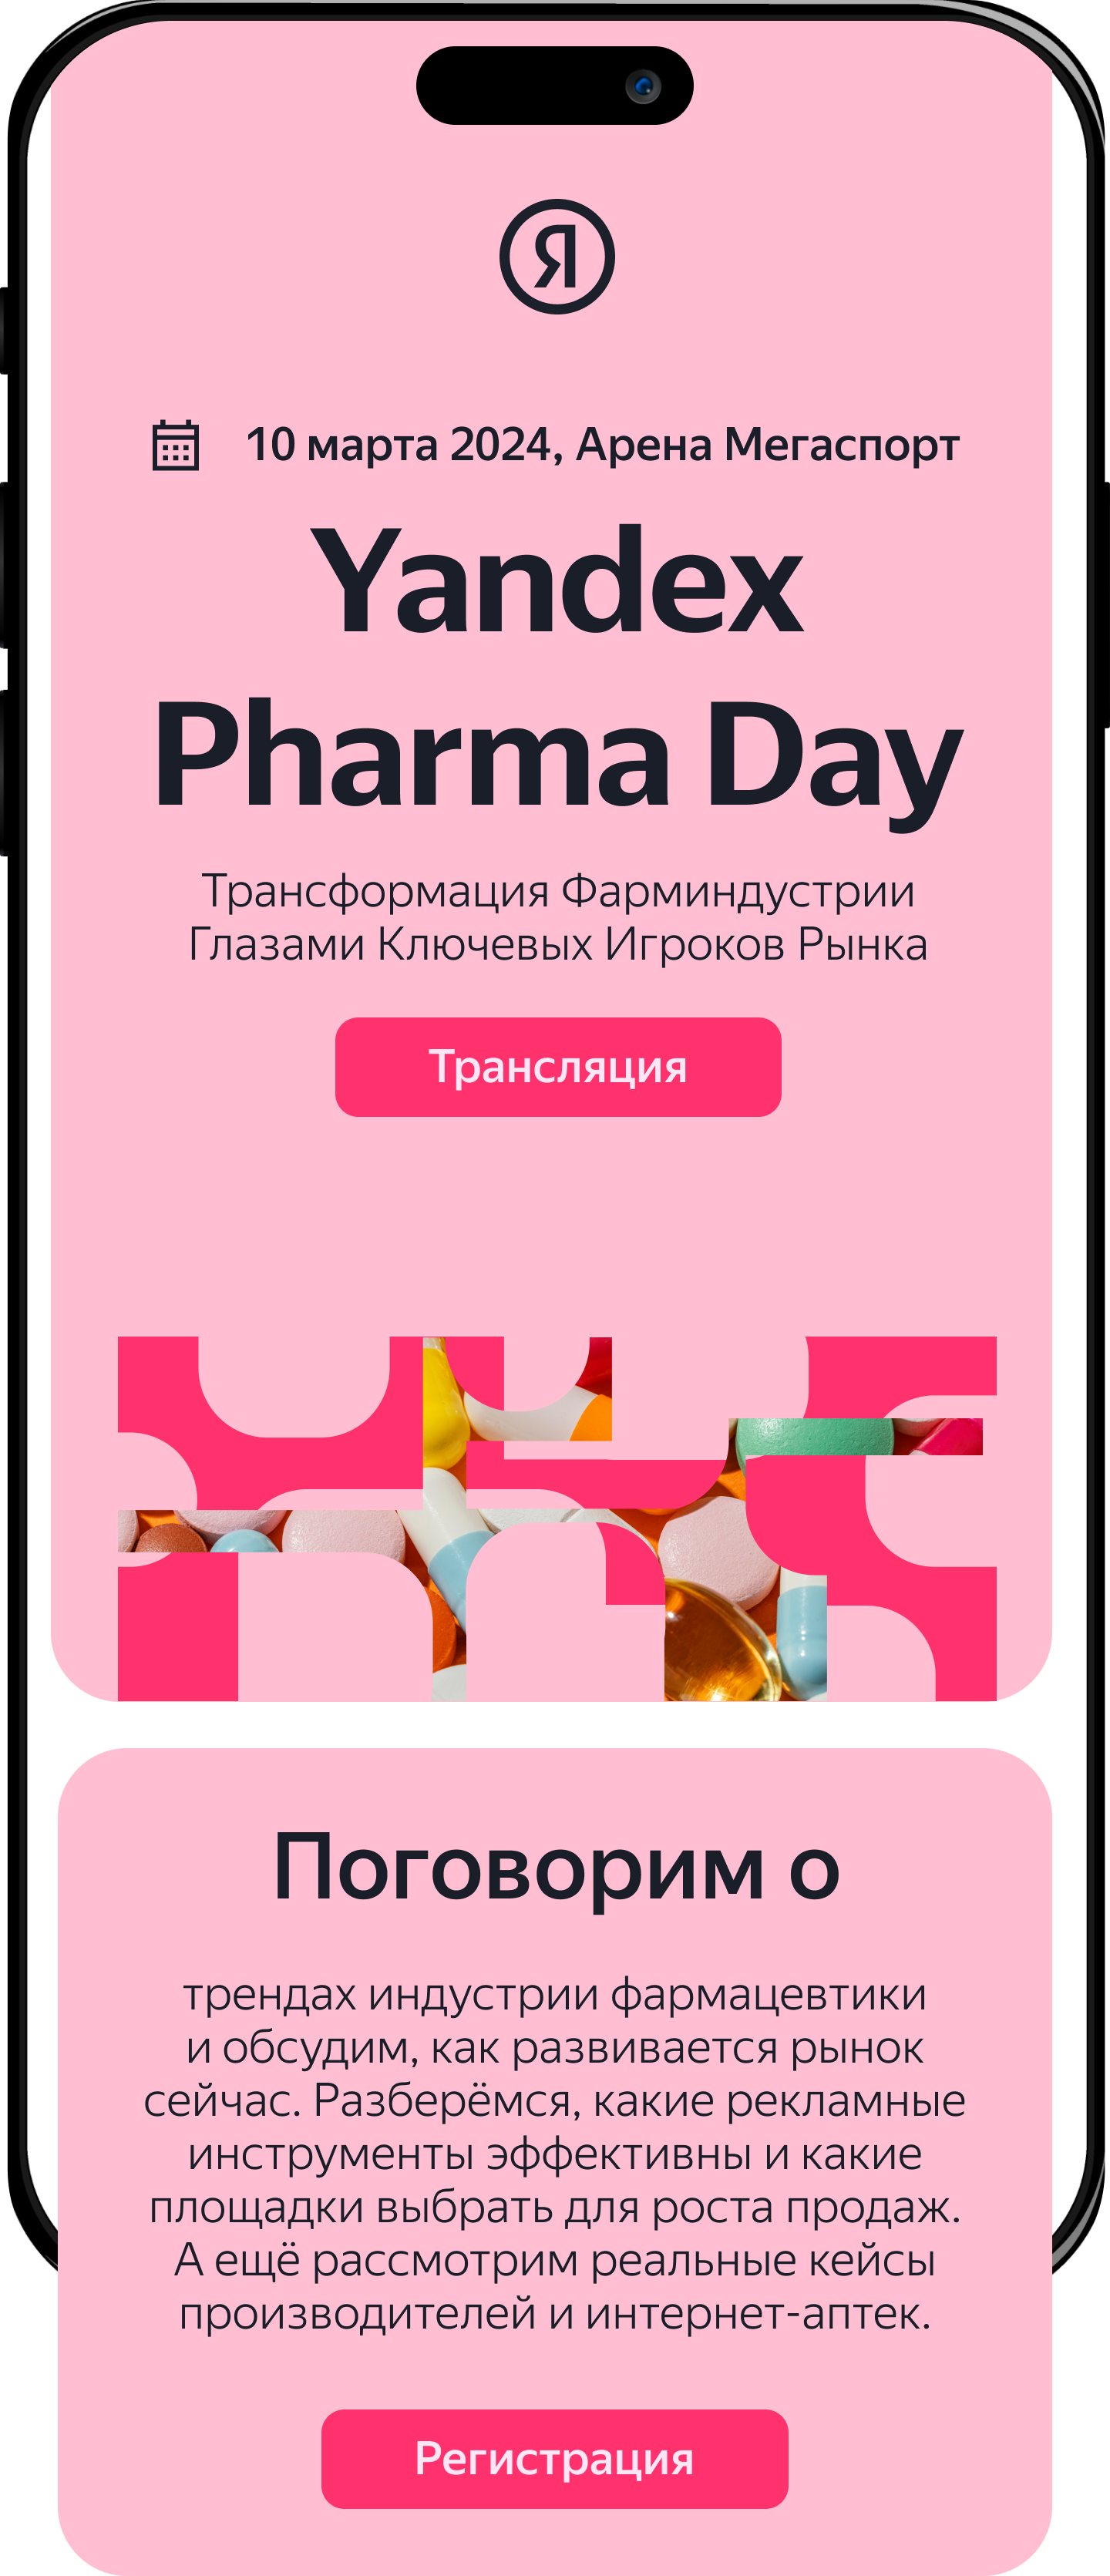 Я
10 марта 2024, Арена Мегаспорт
Yandex
Pharma Day
Трансформация Фарминдустрии
Глазами Ключевых Игроков Рынка
Трансляция
Поговорим о
трендах индустрии фармацевтики
и обсудим, как развивается рынок
сейчас. Разберёмся, какие рекламные
инструменты эффективны и какие
площадки выбрать для роста продаж.
А ещё рассмотрим реальные кейсы
производителей и интернет-аптек.
Регистрация